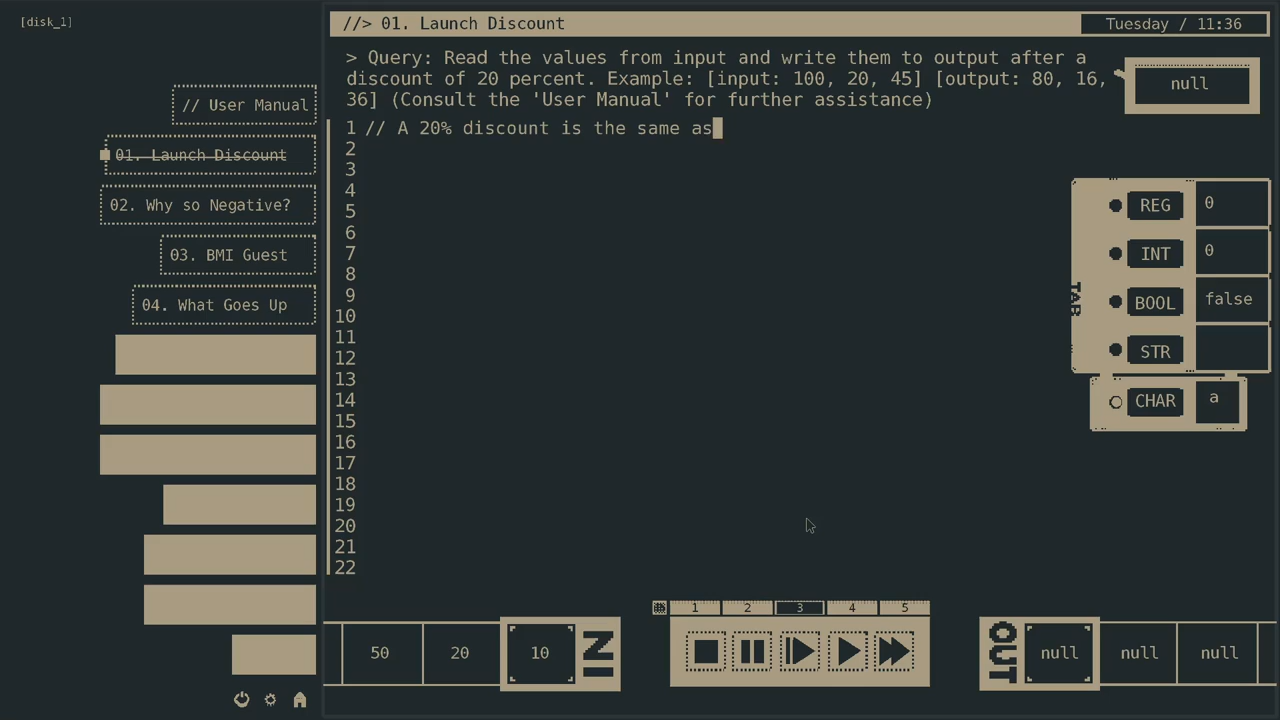 [disk_1]
// User Manual
01. Launch Discount
02. Why so Negative?
03. BMI Guest
04. What Goes Up
//> 01. Launch Discount
Tuesday / 11:36
> Query: Read the values from input and write them to output after a
discount of 20 percent. Example: [input: 100, 20, 45] [output: 80, 16,
36] (Consult the 'User Manual' for further assistance)
null
1 // A 20% discount is the same as
2
3
4
5
6
7
8
9
10
11
12
13
14
15
16
17
18
19
20
21
22
TAB
REG 0
INT 0
BOOL false
STR
CHAR a
1 2 3 4 5
50 20 10 IN
OUT null null null